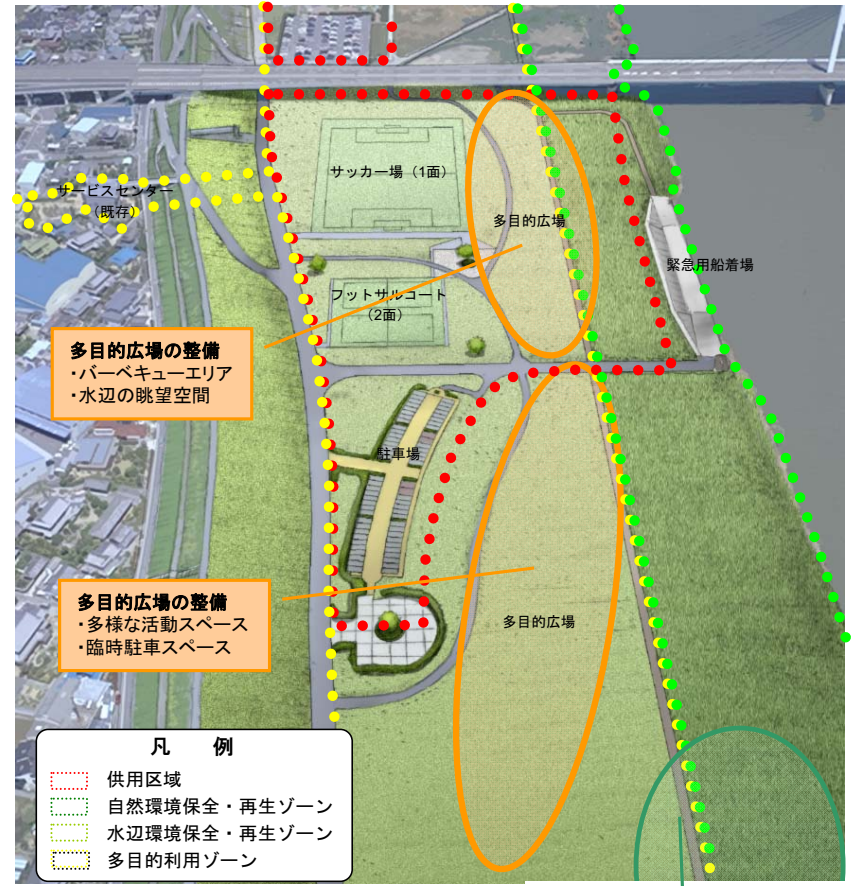 サッカー場（1面）
サービスセンター
（既存）
多目的広場
緊急用船着場
フットサルコート
（2面）
多目的広場の整備
・バーベキューエリア
・水辺の眺望空間
駐車場
多目的広場の整備
・多様な活動スペース
・臨時駐車スペース
多目的広場
凡　例
供用区域
自然環境保全・再生ゾーン
水辺環境保全・再生ゾーン
多目的利用ゾーン